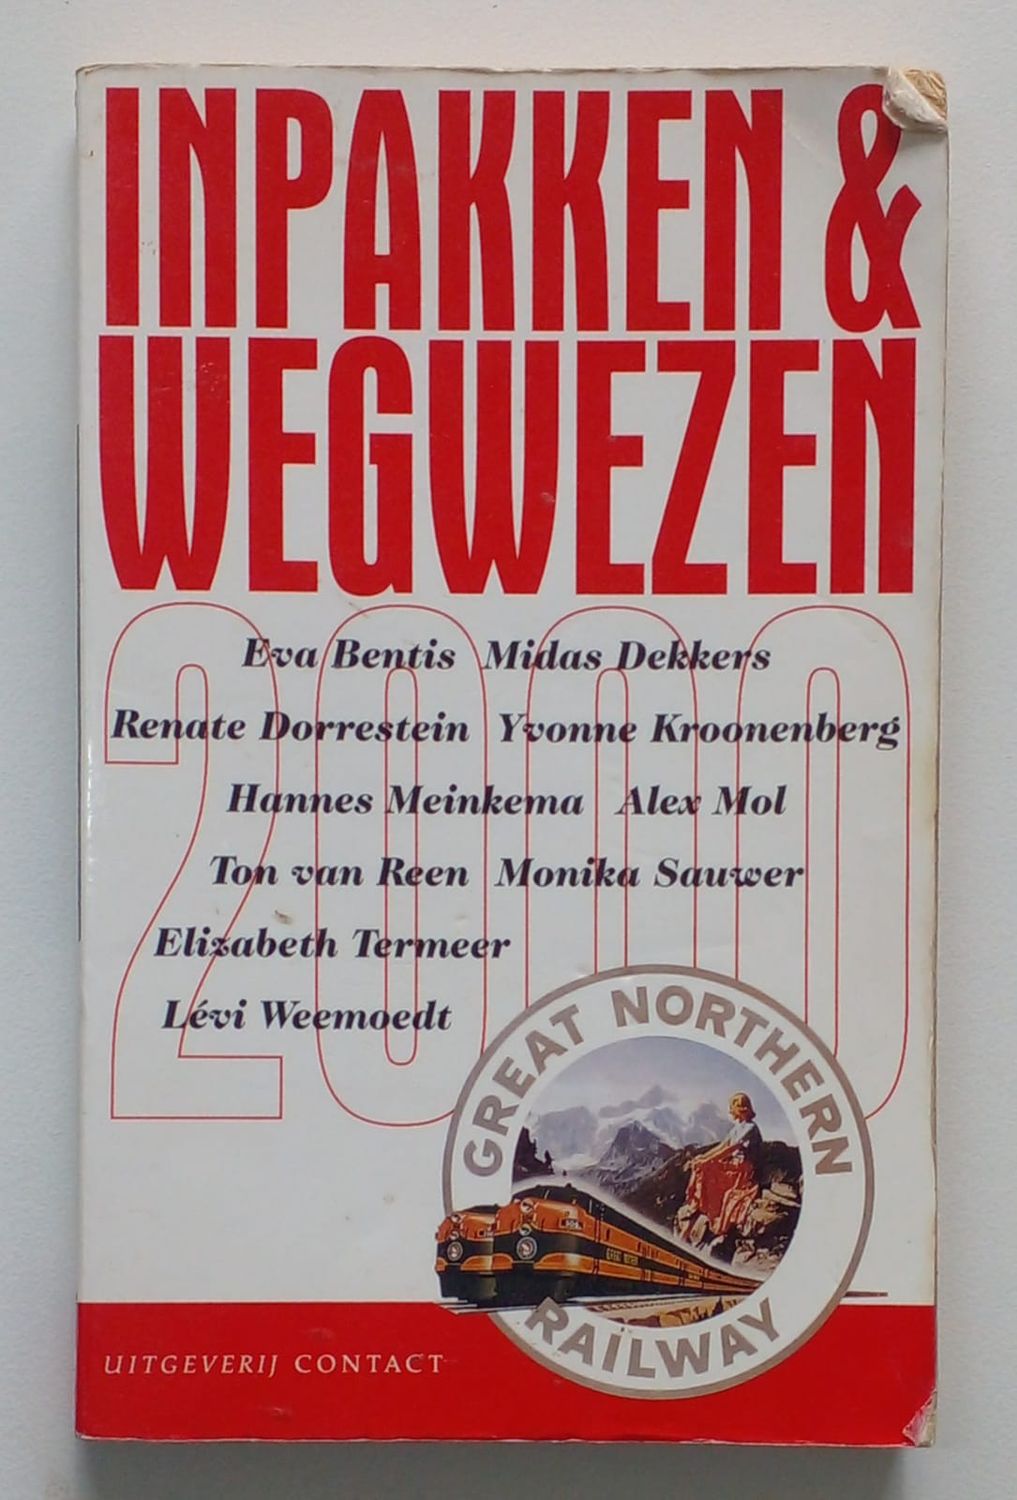 INPAKKEN &
WEGWEZEN
2000
Eva Bentis Midas Dekkers
Renate Dorrestein Yvonne Kroonenberg
Hannes Meinkema Alex Mol
Ton van Reen Monika Sauwer
Elizabeth Termeer
Lévi Weemoedt
GREAT NORTHERN
RAILWAY
UITGEVERIJ CONTACT